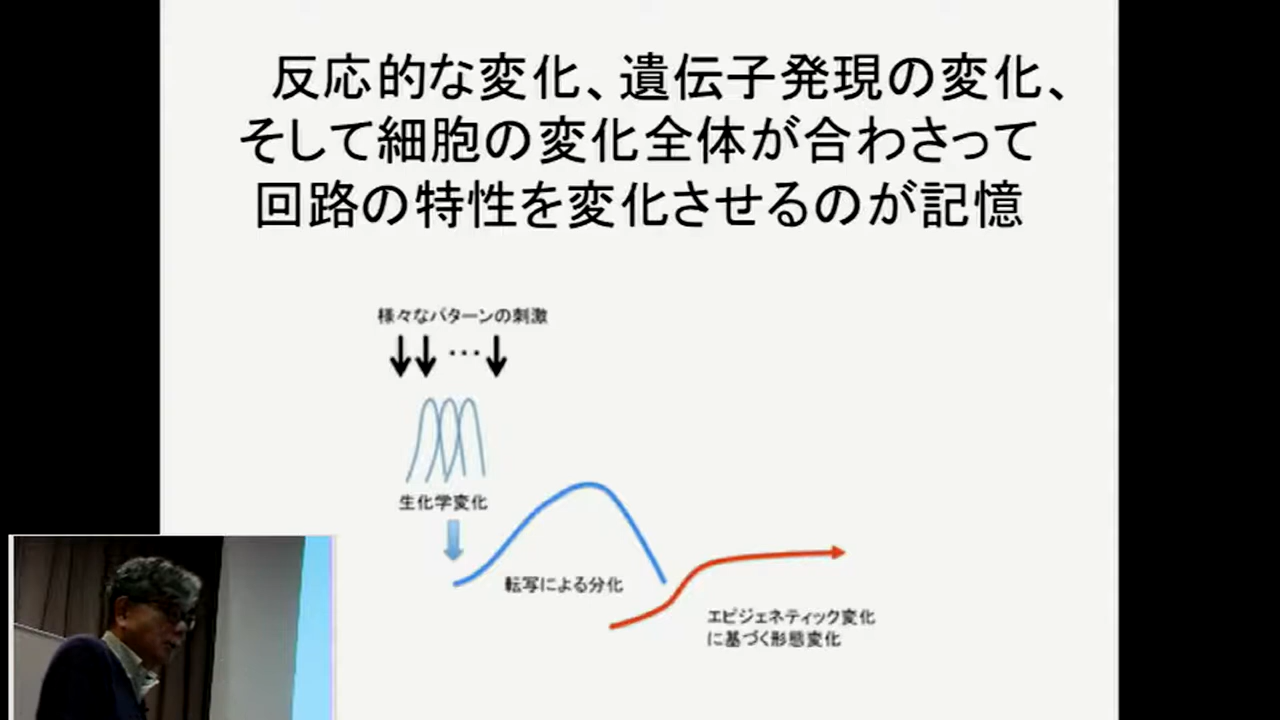 反応的な変化、遺伝子発現の変化、
そして細胞の変化全体が合わさって
回路の特性を変化させるのが記憶
様々なパターンの刺激
…
生化学変化
転写による分化
エピジェネティック変化
に基づく形態変化